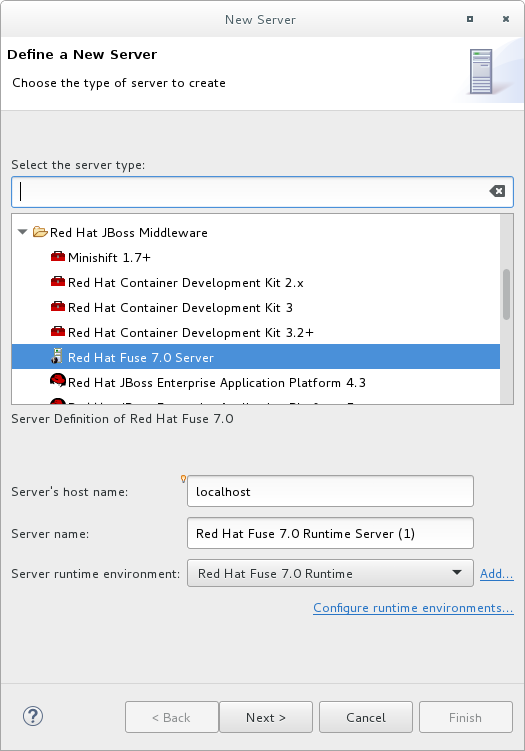 New Server
Define a New Server
Choose the type of server to create
Select the server type:
Red Hat JBoss Middleware
Minishift 1.7+
Red Hat Container Development Kit 2.x
Red Hat Container Development Kit 3
Red Hat Container Development Kit 3.2+
Red Hat Fuse 7.0 Server
Red Hat JBoss Enterprise Application Platform 4.3
Server Definition of Red Hat Fuse 7.0
Server's host name: localhost
Server name: Red Hat Fuse 7.0 Runtime Server (1)
Server runtime environment: Red Hat Fuse 7.0 Runtime Add...
Configure runtime environments...
? < Back Next > Cancel Finish